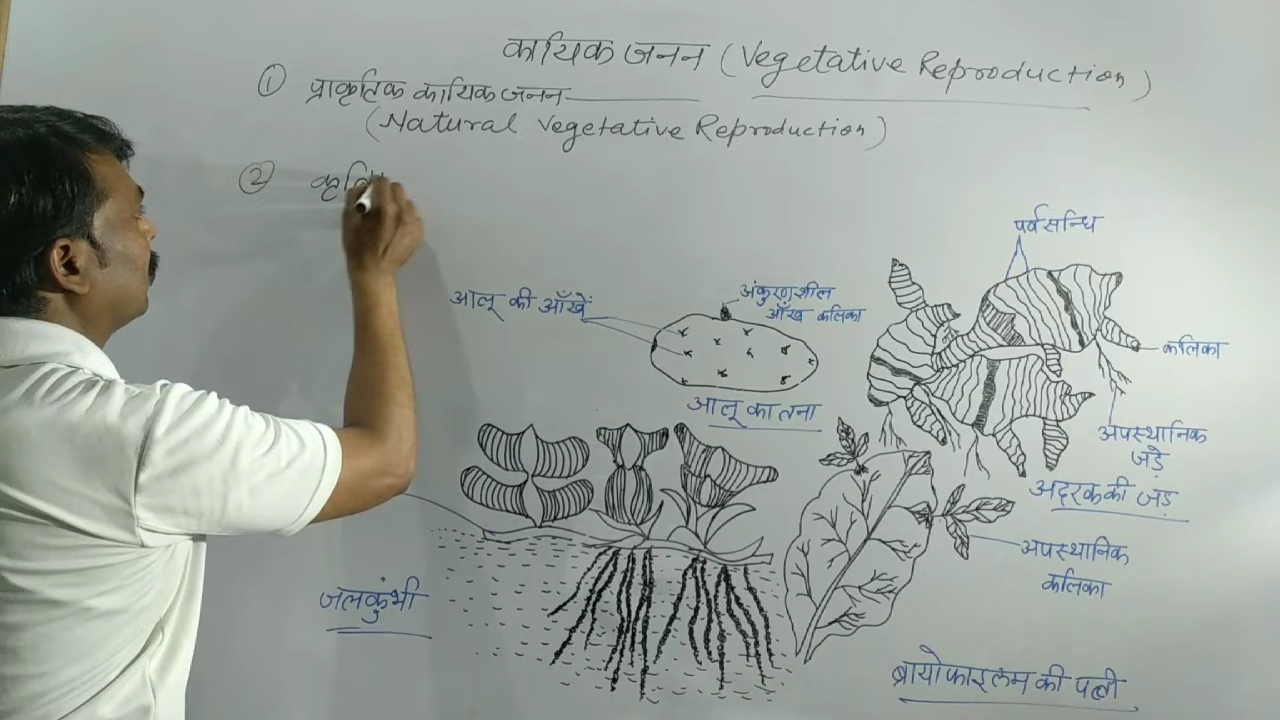 कायिक जनन (Vegetative Reproduction)
① प्राकृतिक कायिक जनन
(Natural Vegetative Reproduction)
②
पर्वसन्धि
आलू की आँखें
अंकुरणशील
आँख कलिका
कलिका
आलू का तना
अपस्थानिक
जड़ें
अदरक की जड़
अपस्थानिक
कलिका
जलकुंभी
ब्रायोफाइलम की पत्ती